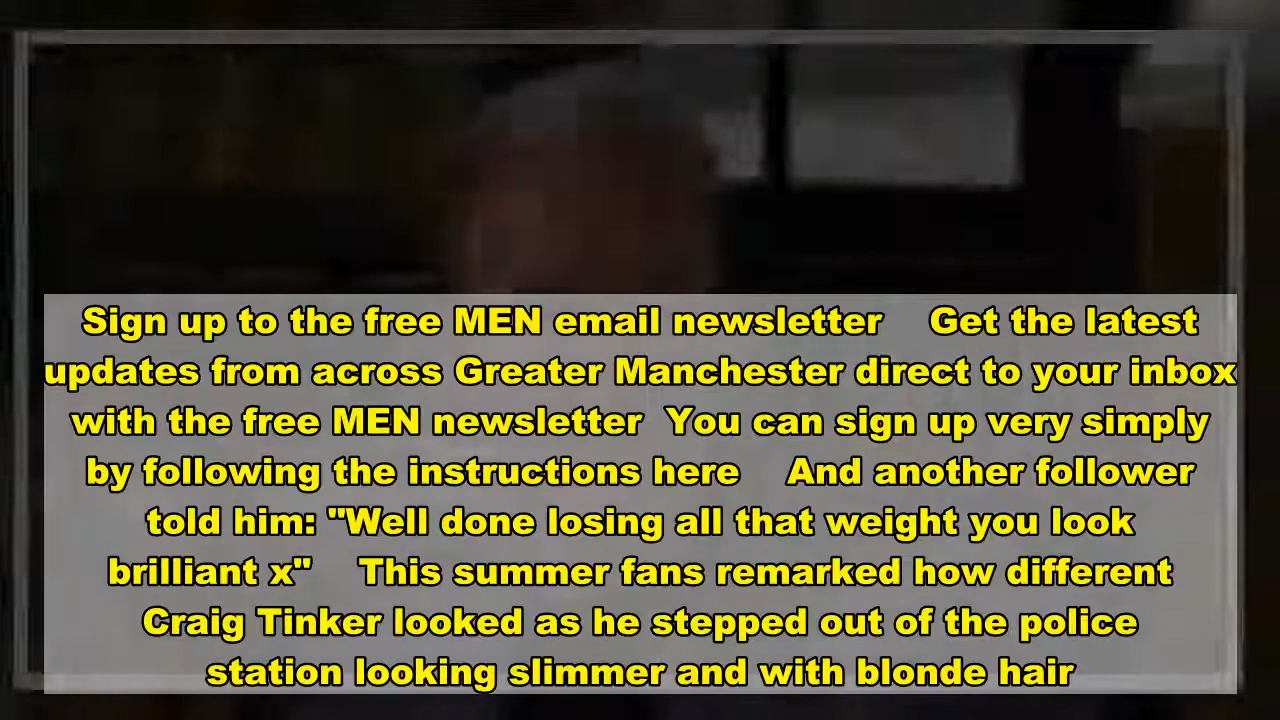 Sign up to the free MEN email newsletter    Get the latest
updates from across Greater Manchester direct to your inbox
with the free MEN newsletter  You can sign up very simply
by following the instructions here    And another follower
told him: "Well done losing all that weight you look
brilliant x"    This summer fans remarked how different
Craig Tinker looked as he stepped out of the police
station looking slimmer and with blonde hair